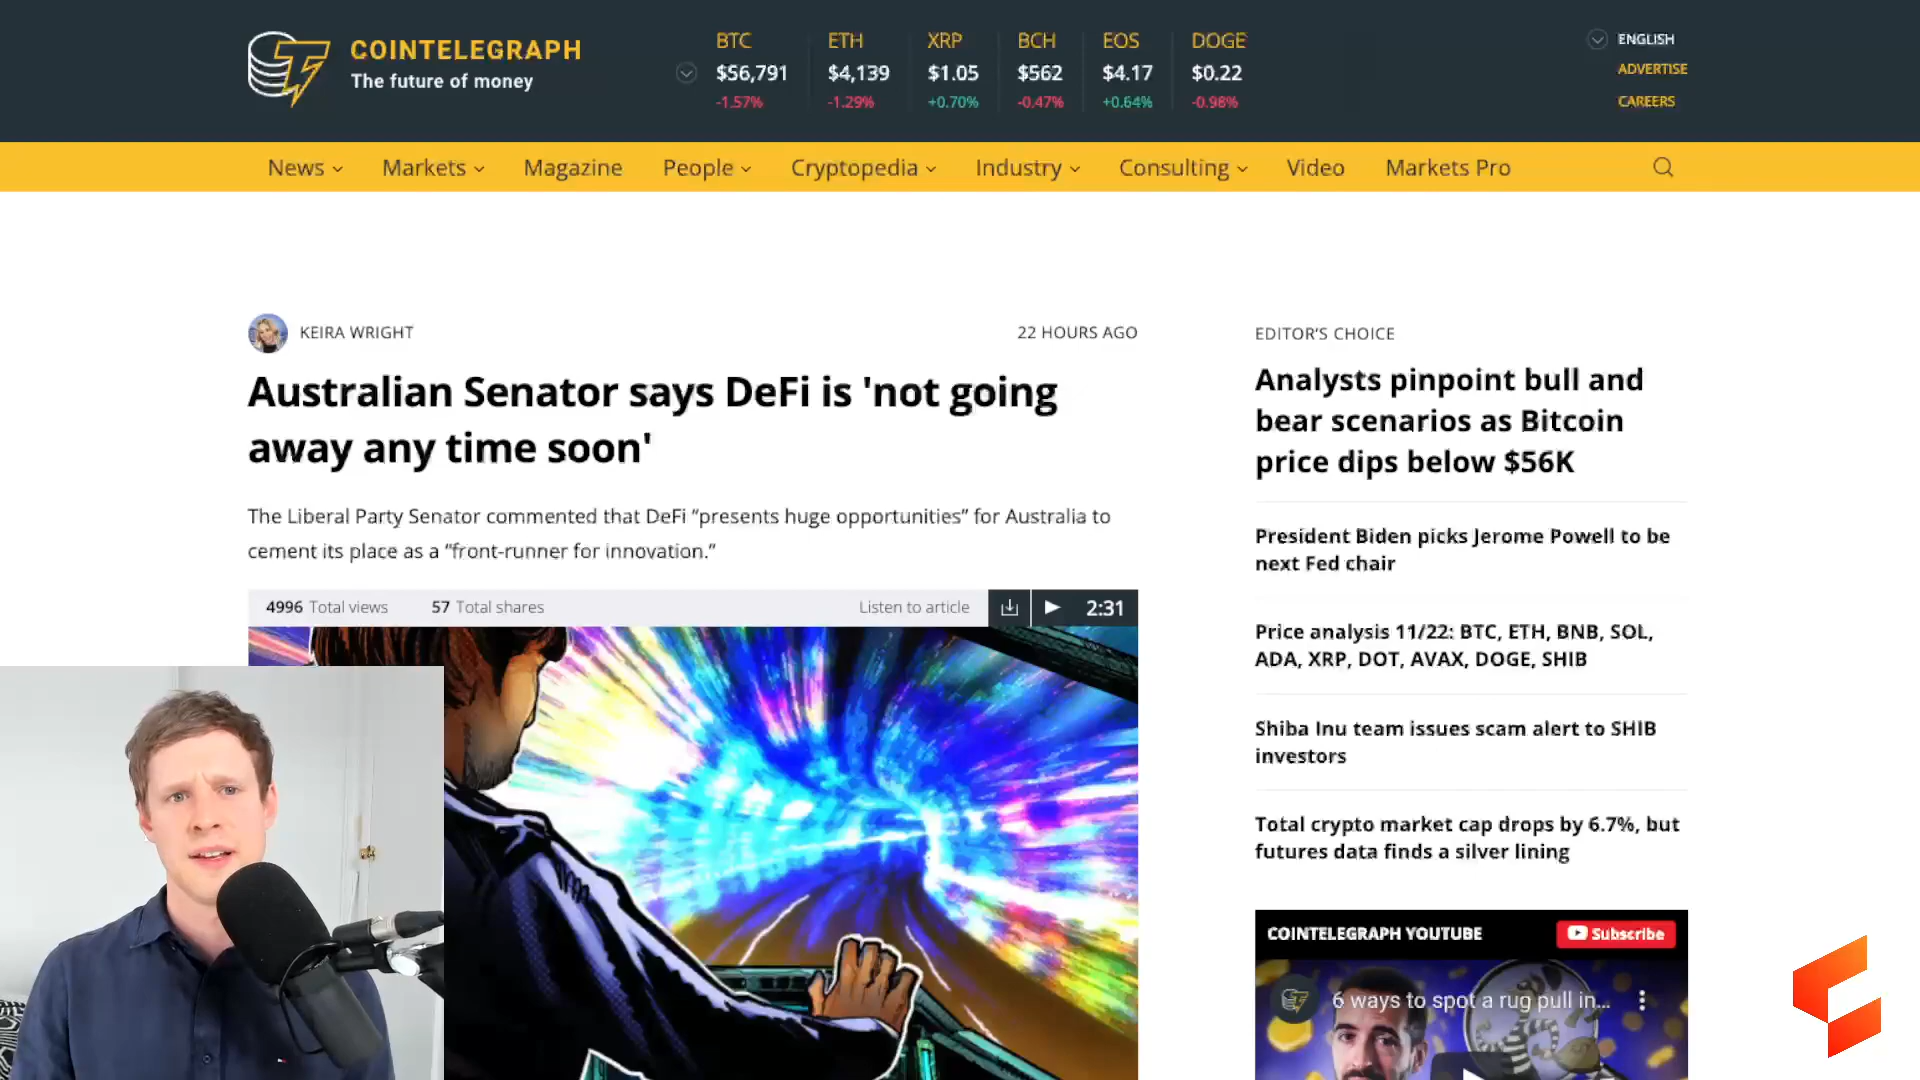 COINTELEGRAPH
The future of money
BTC
$56,791
-1.57%
ETH
$4,139
-1.29%
XRP
$1.05
+0.70%
BCH
$562
-0.47%
EOS
$4.17
+0.64%
DOGE
$0.22
-0.98%
ENGLISH
ADVERTISE
CAREERS
News
Markets
Magazine
People
Cryptopedia
Industry
Consulting
Video
Markets Pro
KEIRA WRIGHT
22 HOURS AGO
Australian Senator says DeFi is 'not going
away any time soon'
The Liberal Party Senator commented that DeFi “presents huge opportunities” for Australia to
cement its place as a “front-runner for innovation.”
4996 Total views
57 Total shares
Listen to article
2:31
EDITOR’S CHOICE
Analysts pinpoint bull and
bear scenarios as Bitcoin
price dips below $56K
President Biden picks Jerome Powell to be
next Fed chair
Price analysis 11/22: BTC, ETH, BNB, SOL,
ADA, XRP, DOT, AVAX, DOGE, SHIB
Shiba Inu team issues scam alert to SHIB
investors
Total crypto market cap drops by 6.7%, but
futures data finds a silver lining
COINTELEGRAPH YOUTUBE
Subscribe
6 ways to spot a rug pull in...